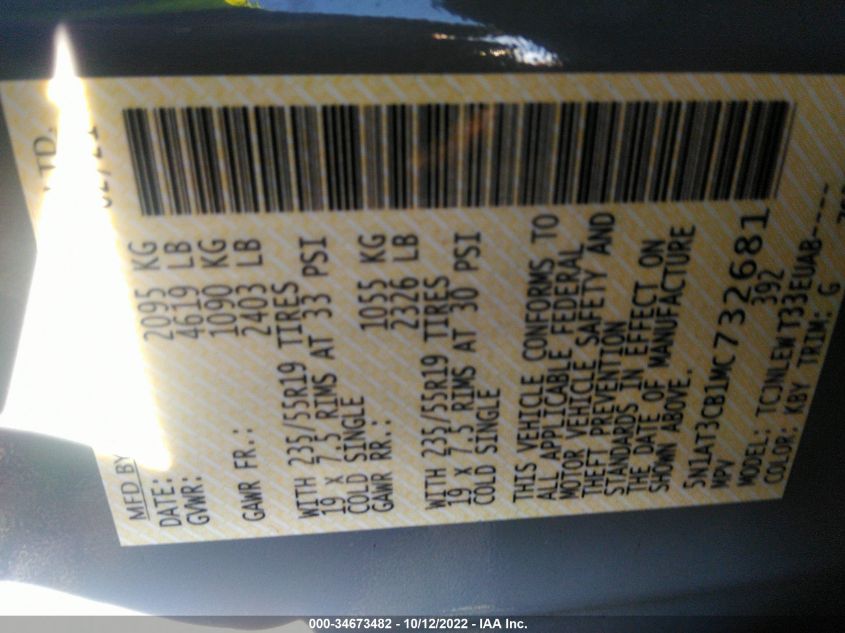 LTD.
MFD BY
DATE:
GVWR: 2095 KG
4619 LB
GAWR FR.: 1090 KG
2403 LB
WITH 235/55R19 TIRES
19 X 7.5 RIMS AT 33 PSI
COLD SINGLE
GAWR RR.: 1055 KG
2326 LB
WITH 235/55R19 TIRES
19 X 7.5 RIMS AT 30 PSI
COLD SINGLE
THIS VEHICLE CONFORMS TO
ALL APPLICABLE FEDERAL
MOTOR VEHICLE SAFETY AND
THEFT PREVENTION
STANDARDS IN EFFECT ON
THE DATE OF MANUFACTURE
SHOWN ABOVE.
5N1AT3CB1MC732681
MPV 392
MODEL: TCJNLEWT33EUAB----
COLOR: KBY TRIM: G
000-34673482 - 10/12/2022 - IAA Inc.